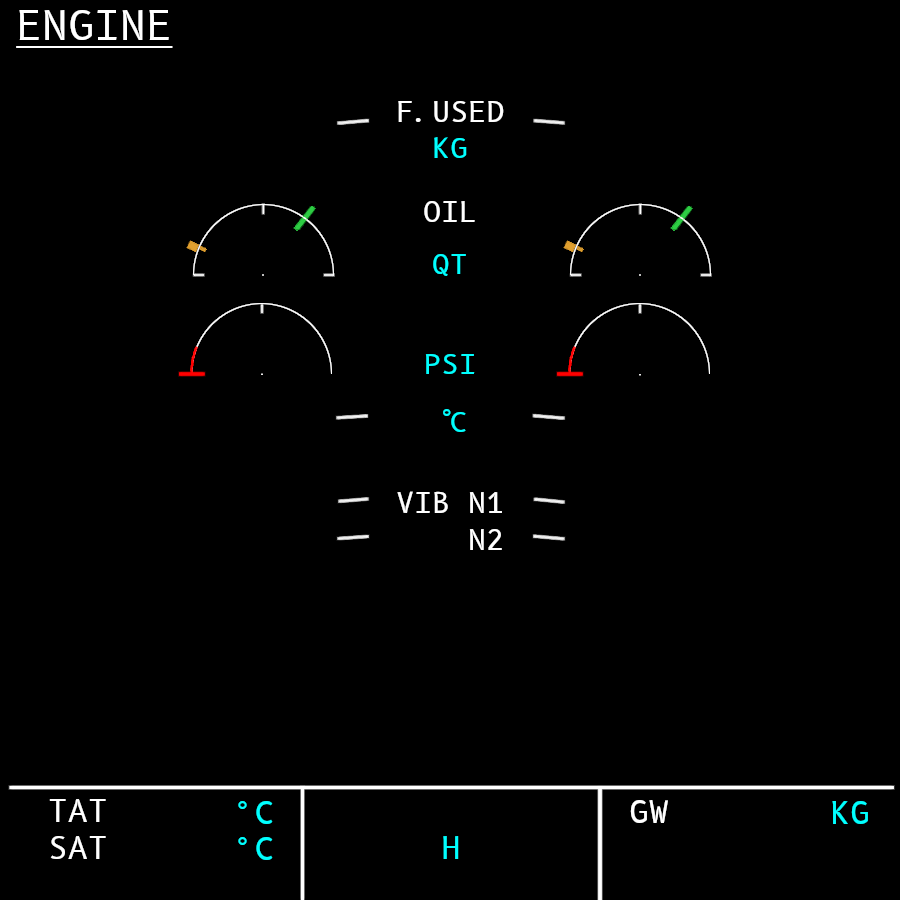 ENGINE
F.USED
KG
OIL
QT
PSI
°C
VIB N1
N2
TAT °C
SAT °C
H
GW KG